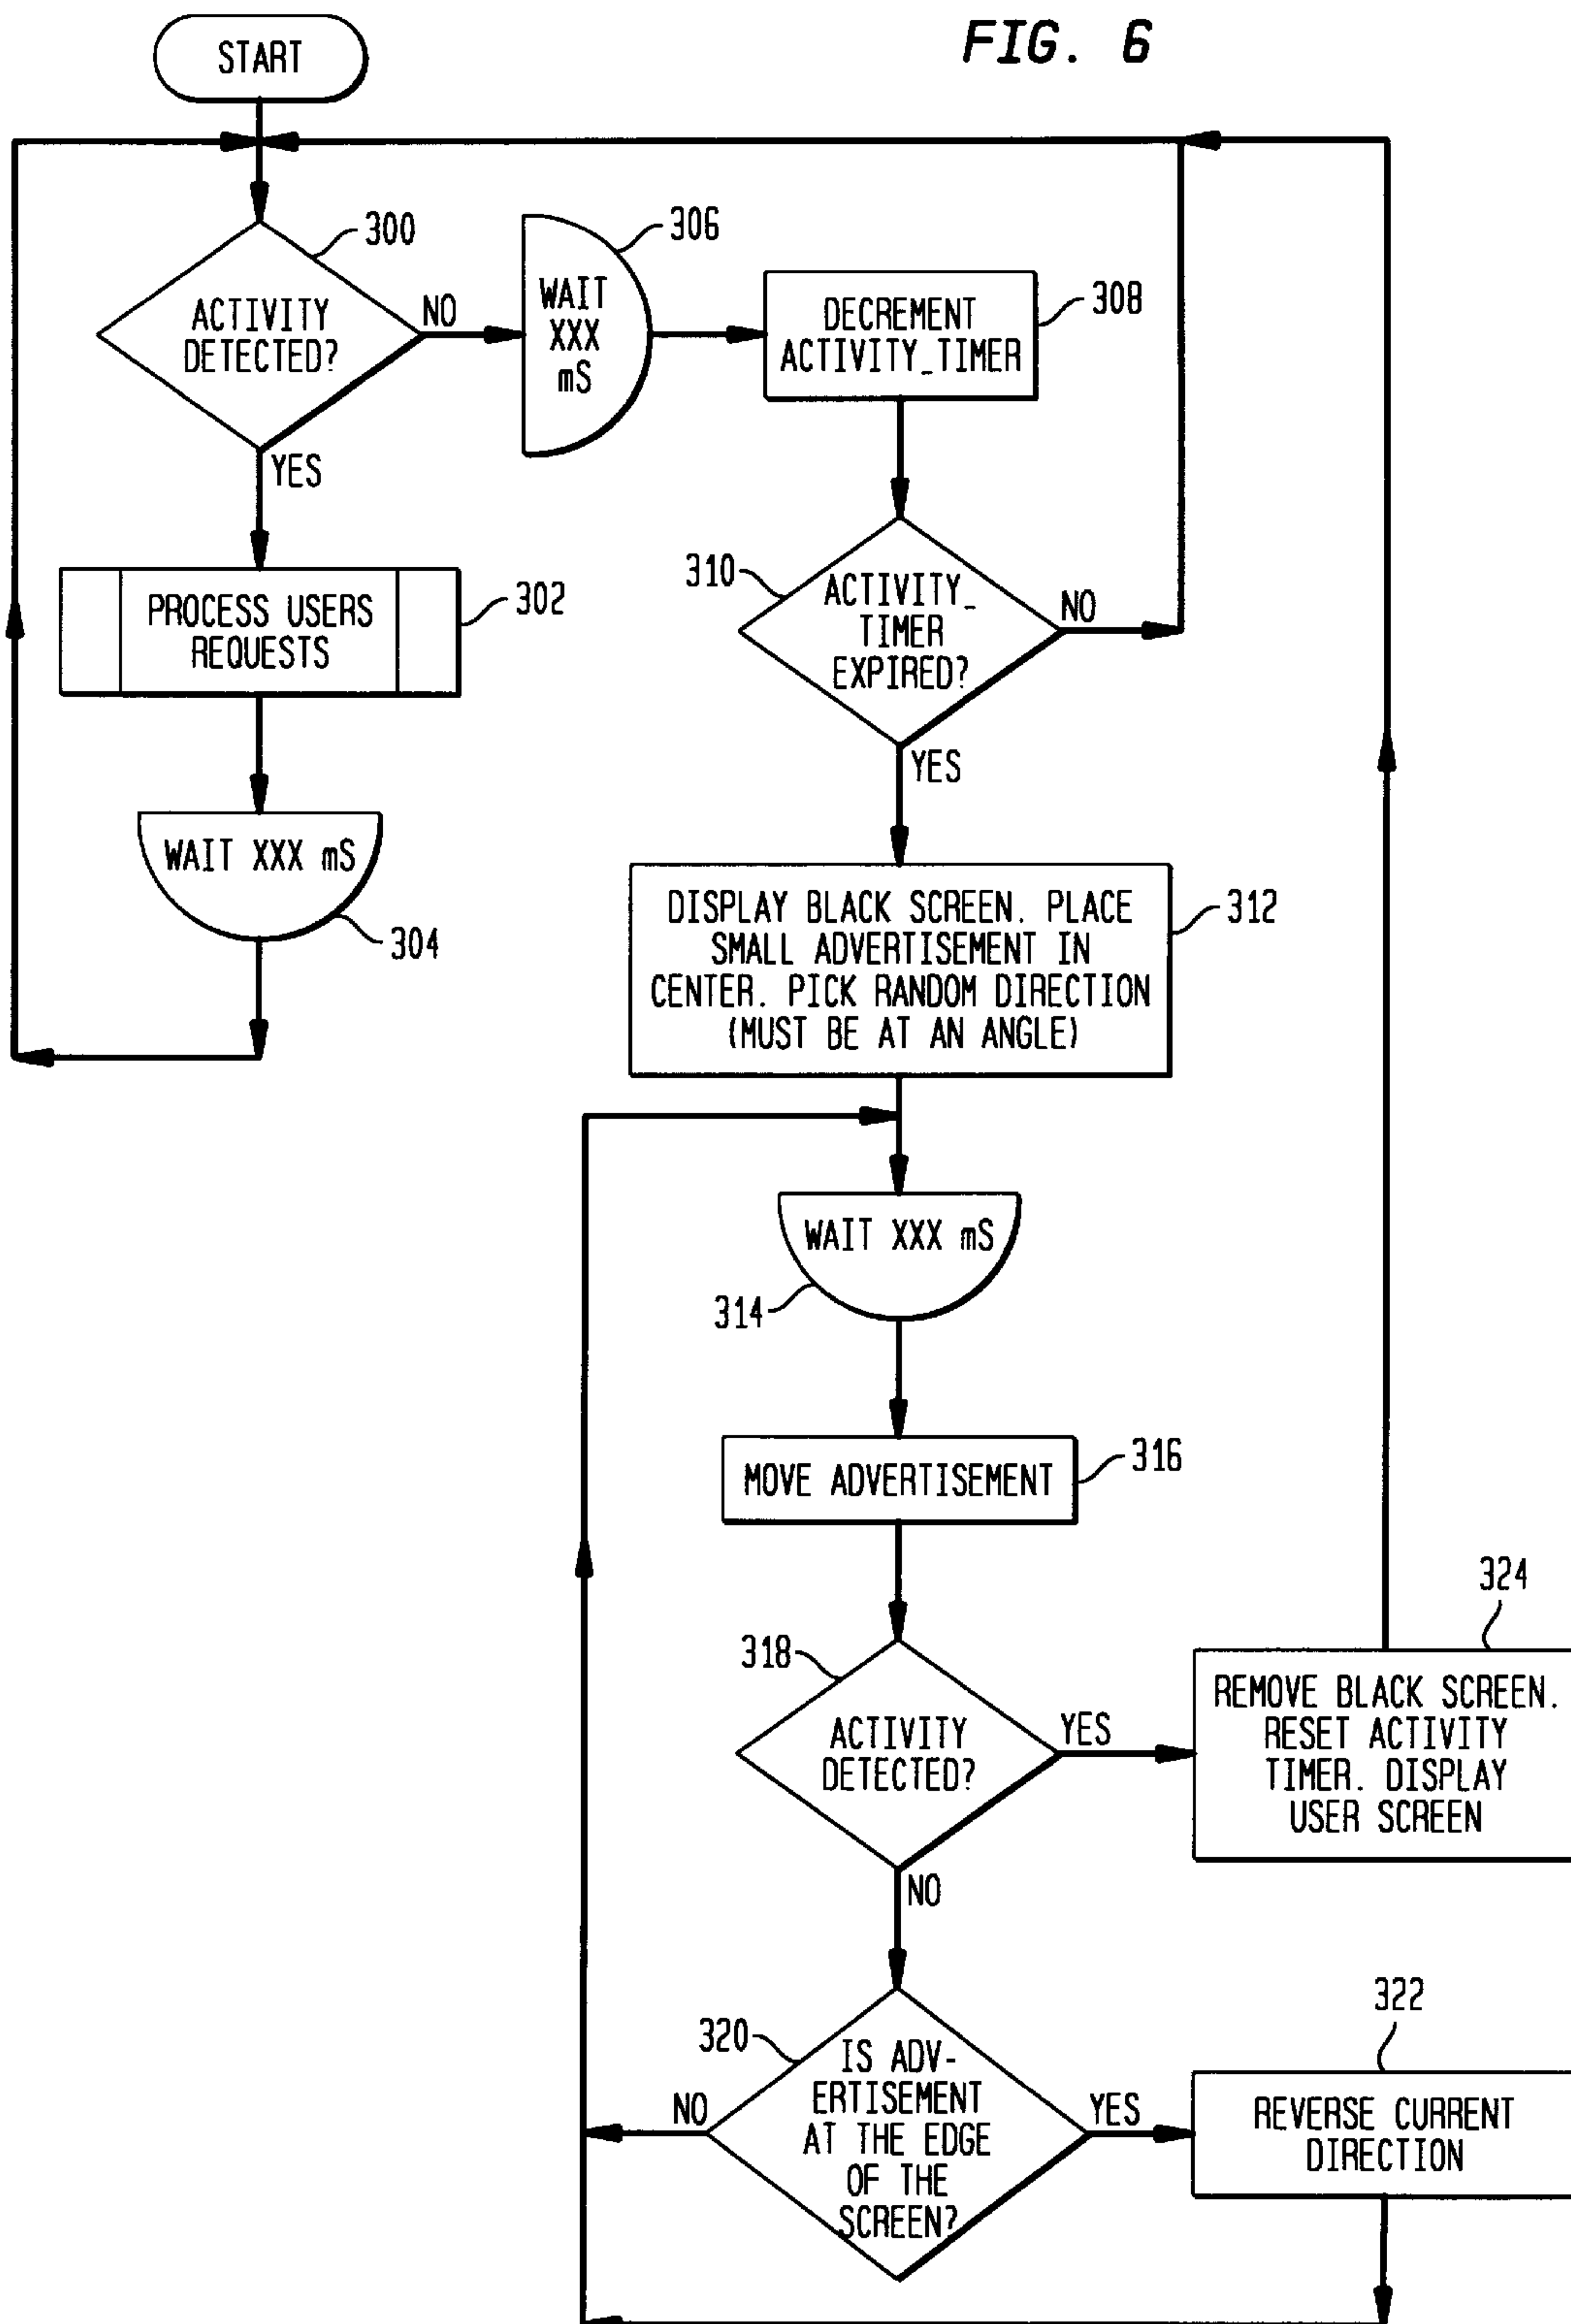 FIG. 6
START
300
ACTIVITY
DETECTED?
NO
YES
306
WAIT
XXX
mS
DECREMENT
ACTIVITY_TIMER
308
PROCESS USERS
REQUESTS
302
WAIT XXX mS
304
310
ACTIVITY_
TIMER
EXPIRED?
NO
YES
DISPLAY BLACK SCREEN. PLACE
SMALL ADVERTISEMENT IN
CENTER. PICK RANDOM DIRECTION
(MUST BE AT AN ANGLE)
312
WAIT XXX mS
314
MOVE ADVERTISEMENT
316
318
ACTIVITY
DETECTED?
YES
NO
324
REMOVE BLACK SCREEN.
RESET ACTIVITY
TIMER. DISPLAY
USER SCREEN
320
IS ADV-
ERTISEMENT
AT THE EDGE
OF THE
SCREEN?
NO
YES
322
REVERSE CURRENT
DIRECTION